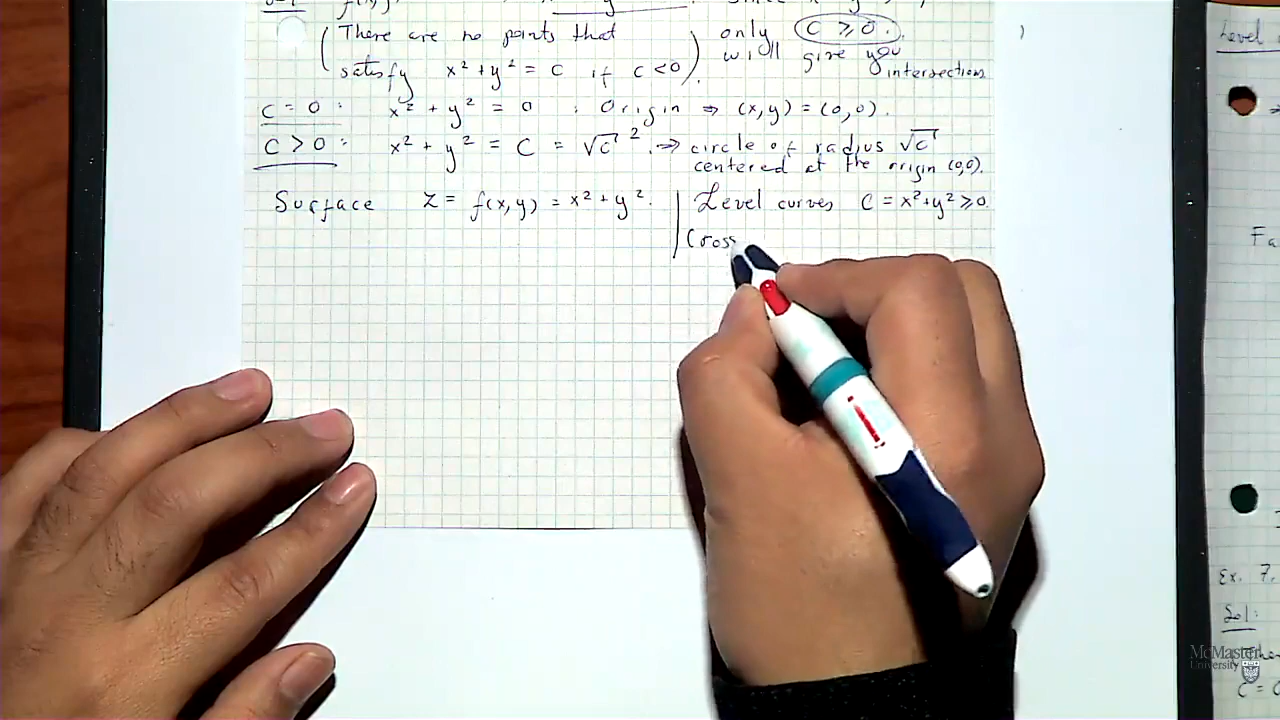 (There are no points that only C ≥ 0.
satisfy x² + y² = C if c < 0). will give you intersections
C = 0 : x² + y² = 0 : Origin ⇒ (x,y) = (0,0).
C > 0 : x² + y² = C = √C². ⇒ circle of radius √C
centered at the origin (0,0).
Surface z = f(x,y) = x² + y². | Level curves C = x²+y² ≥ 0.
Cross
Level
Ex. 7.
Sol:
C =
McMaster
University